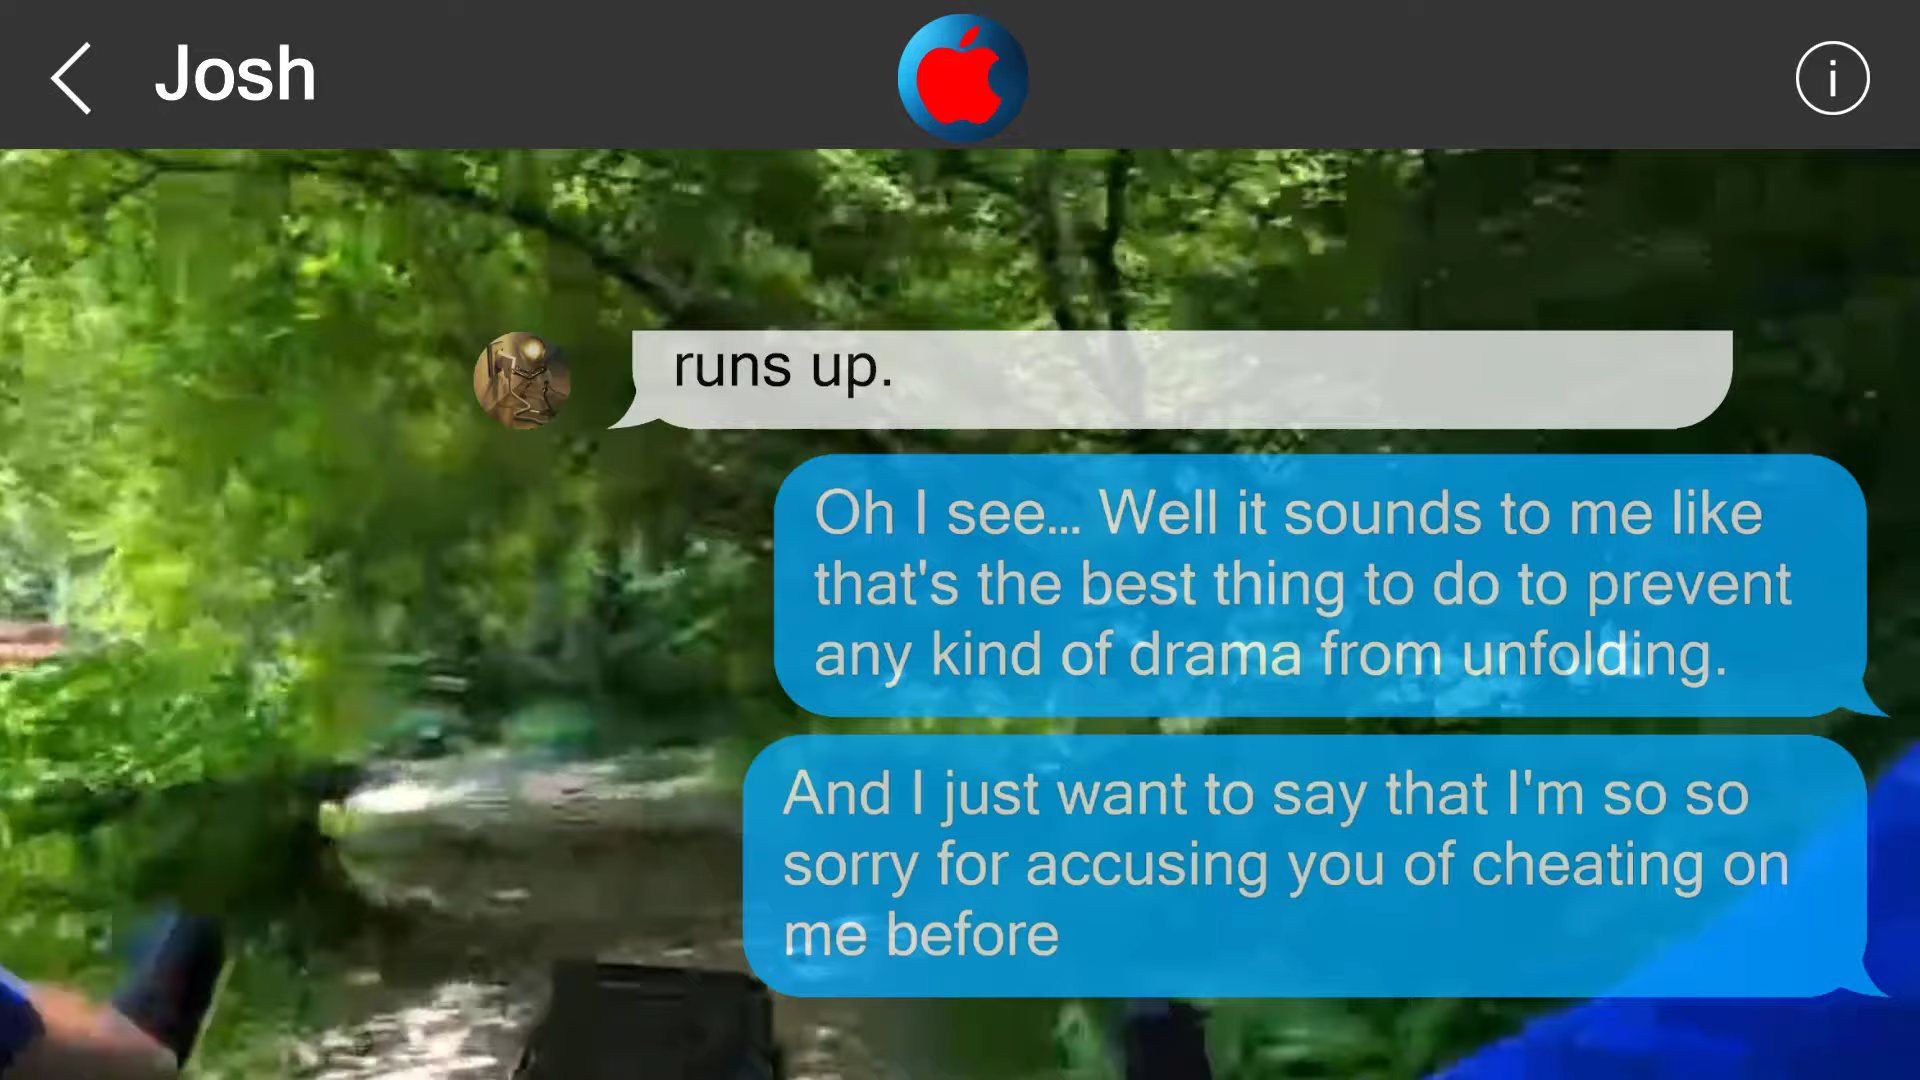 Josh
i
runs up.
Oh I see... Well it sounds to me like
that's the best thing to do to prevent
any kind of drama from unfolding.
And I just want to say that I'm so so
sorry for accusing you of cheating on
me before